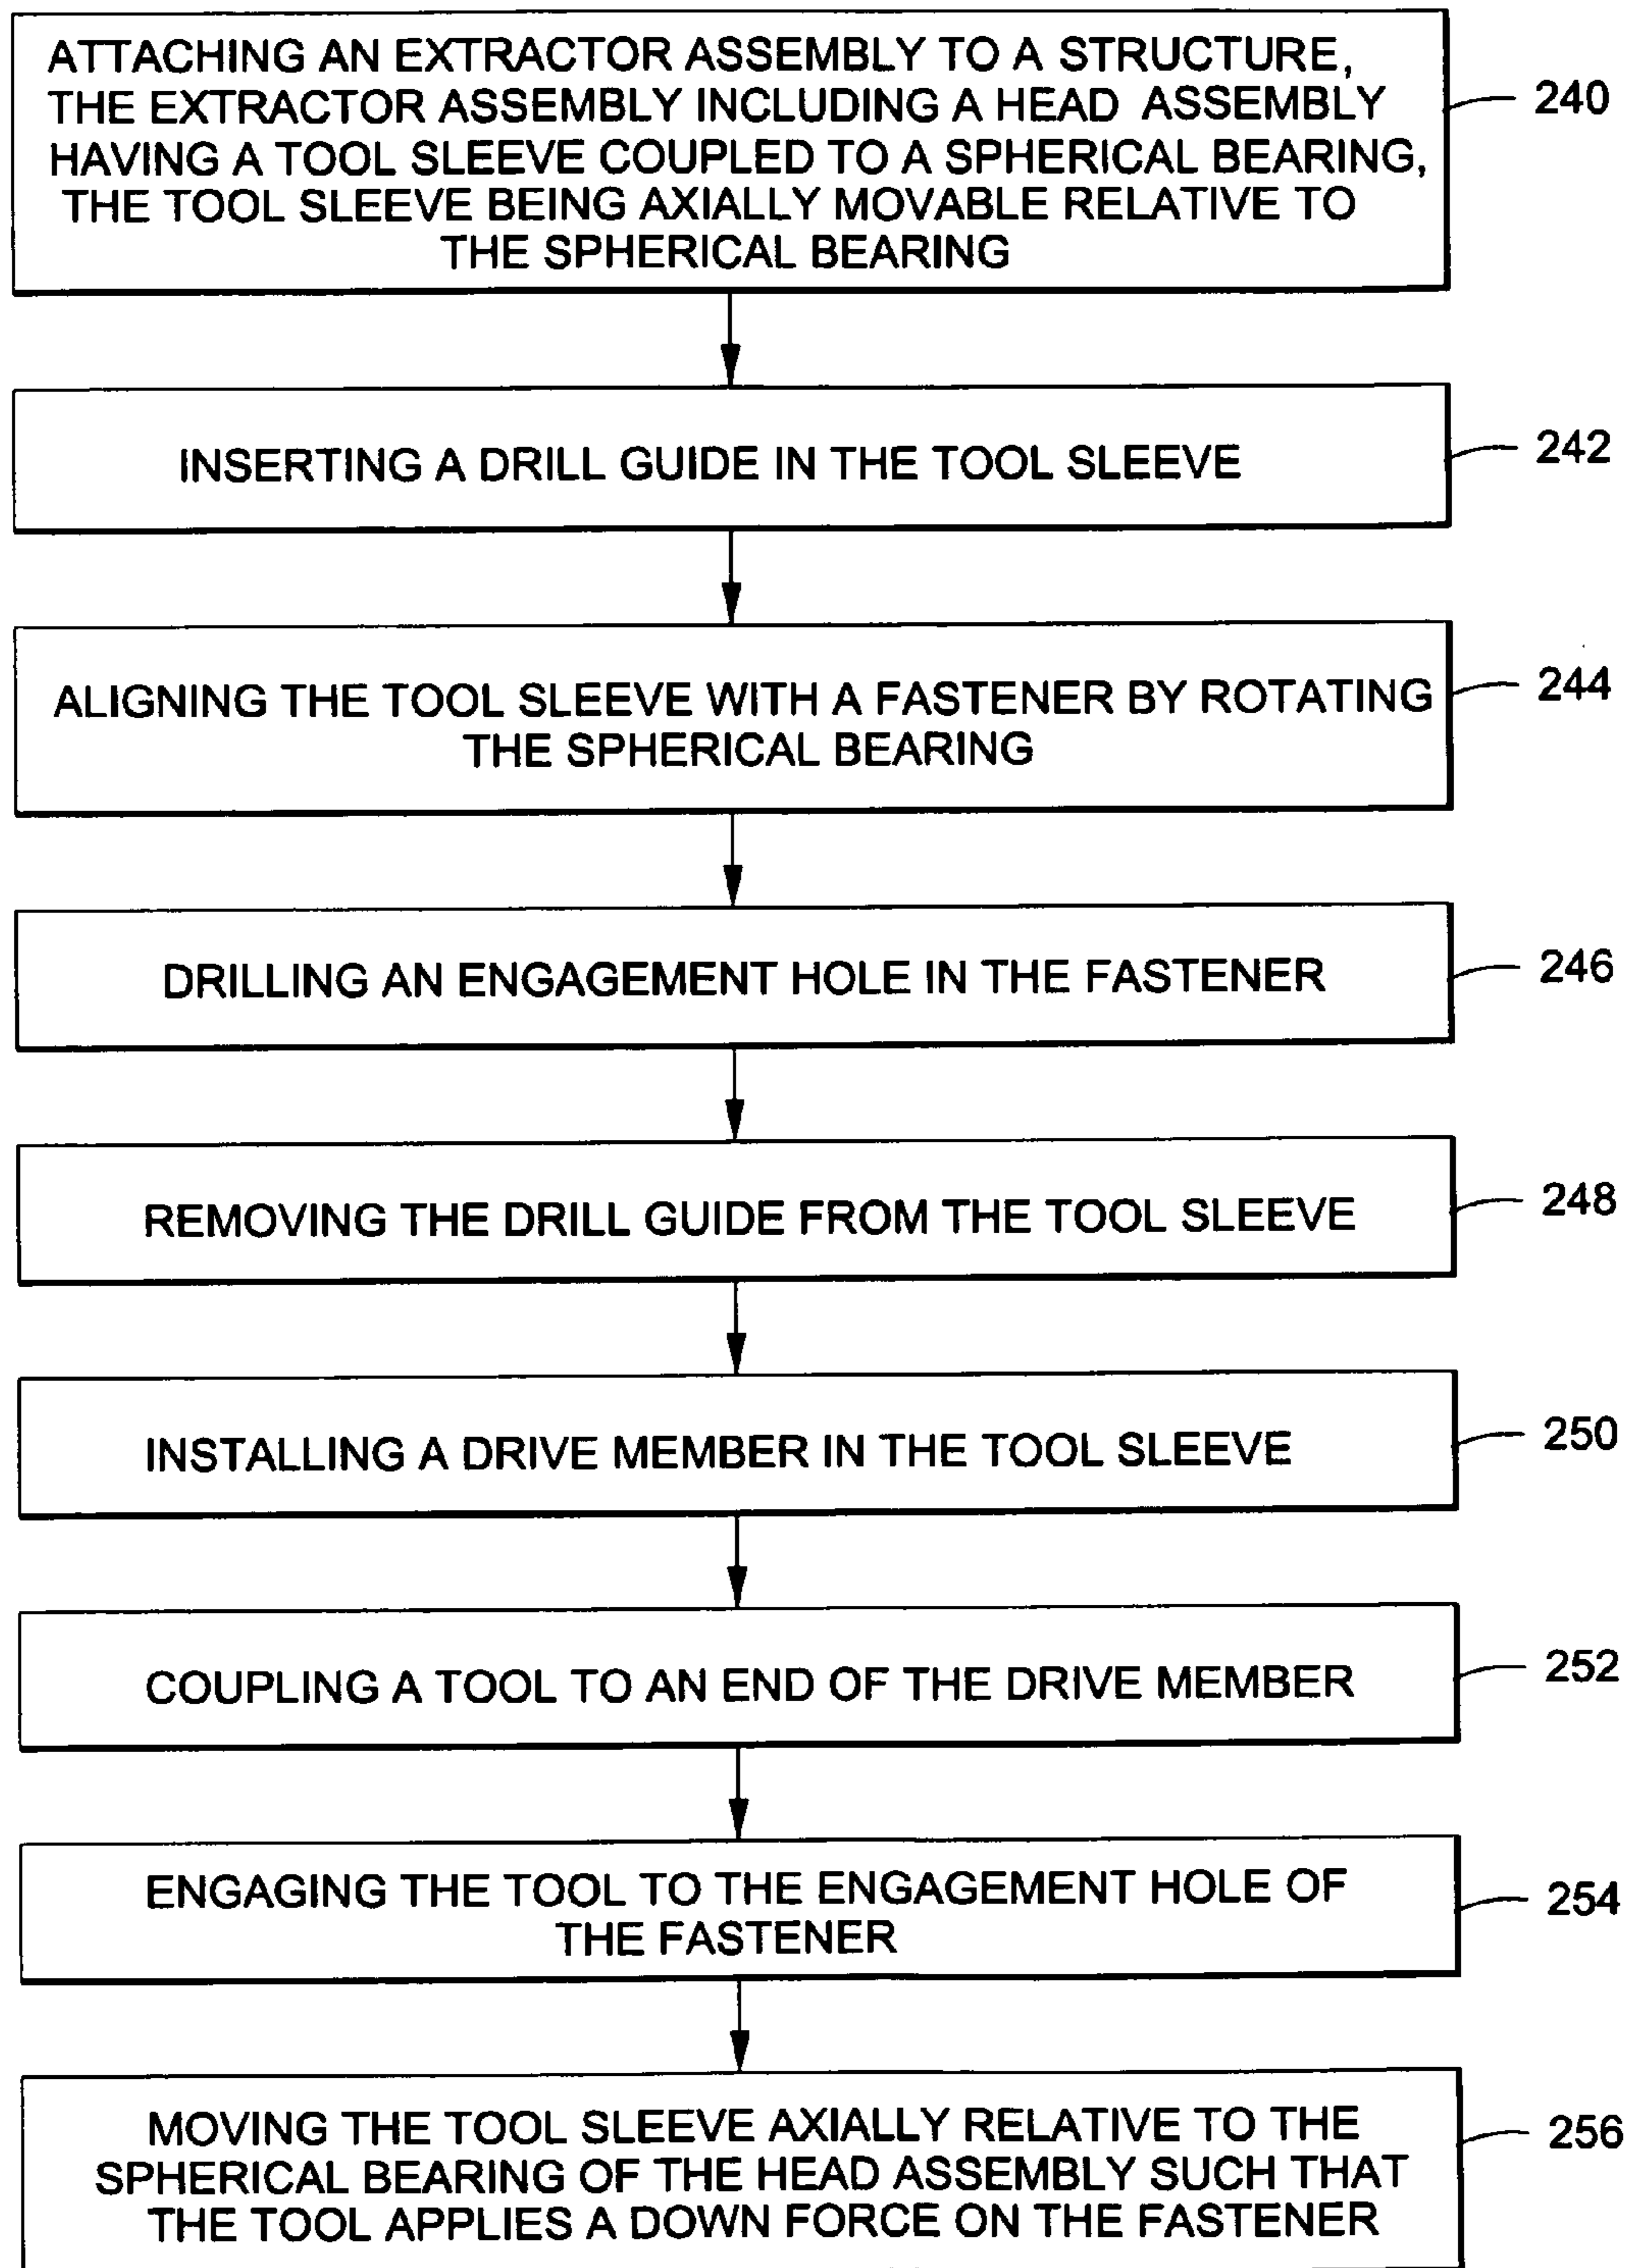 ATTACHING AN EXTRACTOR ASSEMBLY TO A STRUCTURE,
THE EXTRACTOR ASSEMBLY INCLUDING A HEAD ASSEMBLY
HAVING A TOOL SLEEVE COUPLED TO A SPHERICAL BEARING,
THE TOOL SLEEVE BEING AXIALLY MOVABLE RELATIVE TO
THE SPHERICAL BEARING
240
INSERTING A DRILL GUIDE IN THE TOOL SLEEVE
242
ALIGNING THE TOOL SLEEVE WITH A FASTENER BY ROTATING
THE SPHERICAL BEARING
244
DRILLING AN ENGAGEMENT HOLE IN THE FASTENER
246
REMOVING THE DRILL GUIDE FROM THE TOOL SLEEVE
248
INSTALLING A DRIVE MEMBER IN THE TOOL SLEEVE
250
COUPLING A TOOL TO AN END OF THE DRIVE MEMBER
252
ENGAGING THE TOOL TO THE ENGAGEMENT HOLE OF
THE FASTENER
254
MOVING THE TOOL SLEEVE AXIALLY RELATIVE TO THE
SPHERICAL BEARING OF THE HEAD ASSEMBLY SUCH THAT
THE TOOL APPLIES A DOWN FORCE ON THE FASTENER
256